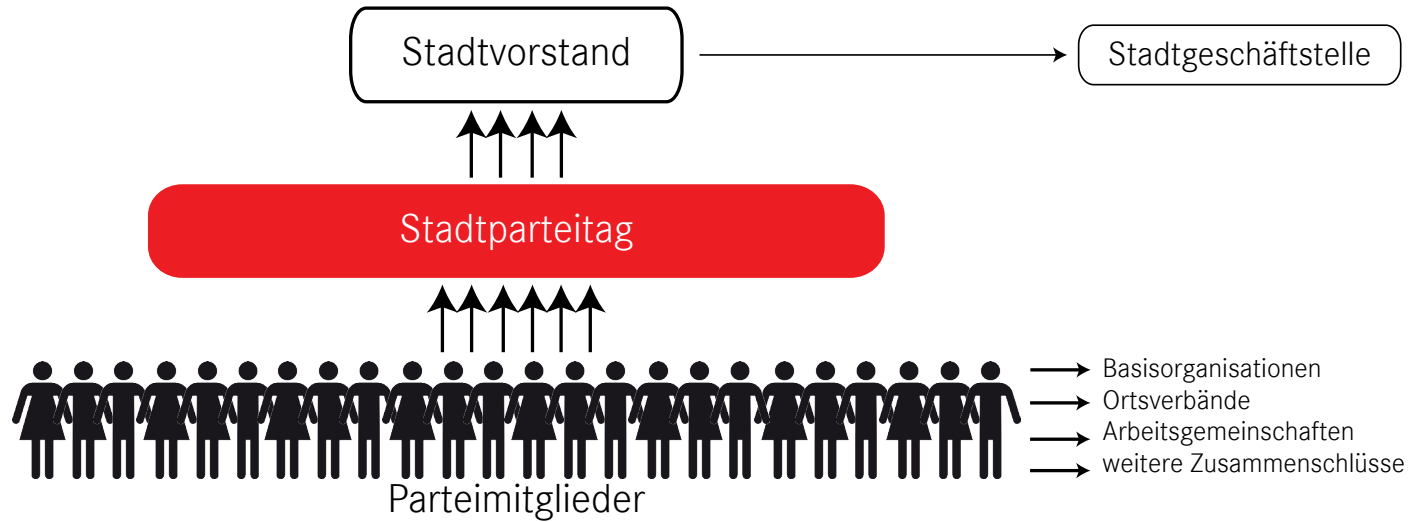 Stadtvorstand
Stadtgeschäftstelle
Stadtparteitag
Basisorganisationen
Ortsverbände
Arbeitsgemeinschaften
weitere Zusammenschlüsse
Parteimitglieder